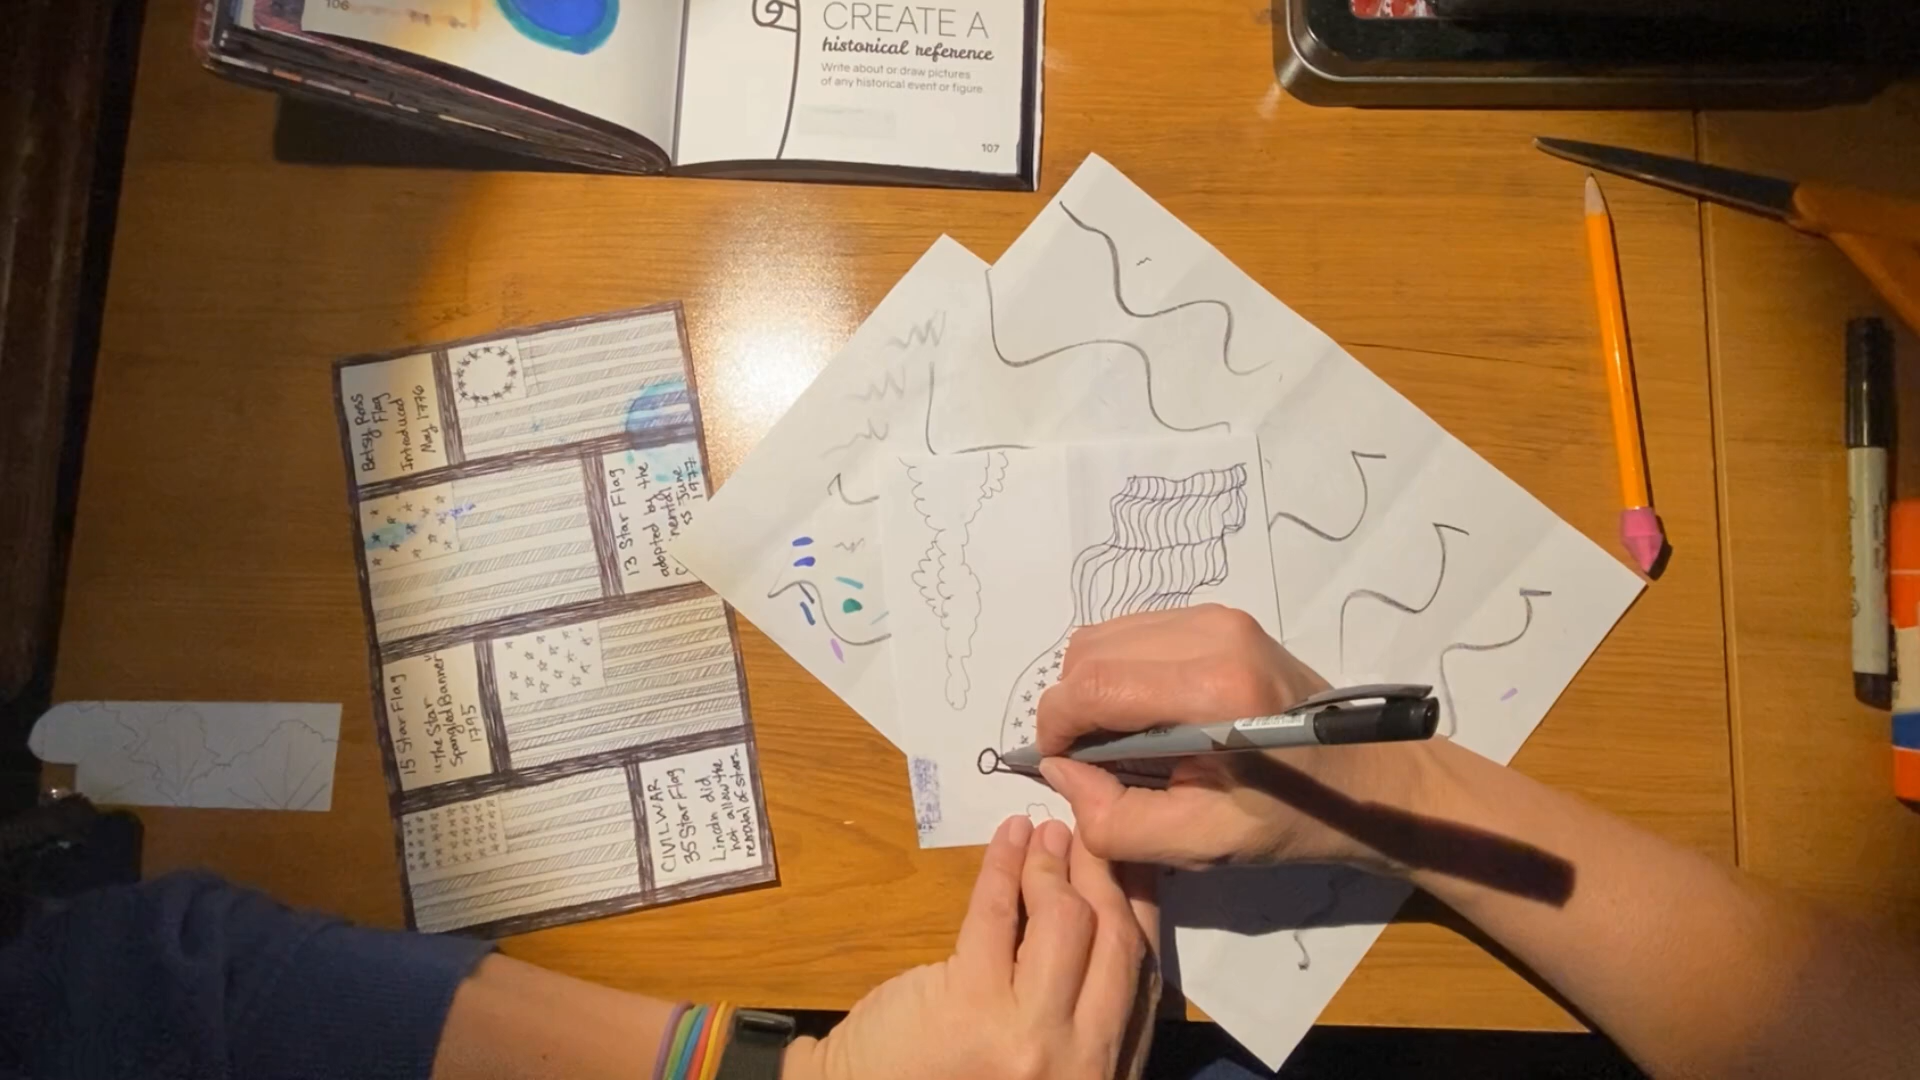 106
CREATE A
historical reference
Write about or draw pictures
of any historical event or figure.
107
Betsy Ross
Flag
Introduced
May 1776
13 Star Flag
adopted by the
ss June
1977
15 Star Flag
"The Star
Spangled Banner"
1795
CIVIL WAR
35 Star Flag
Lincoln did
not allow the
removal of stars.